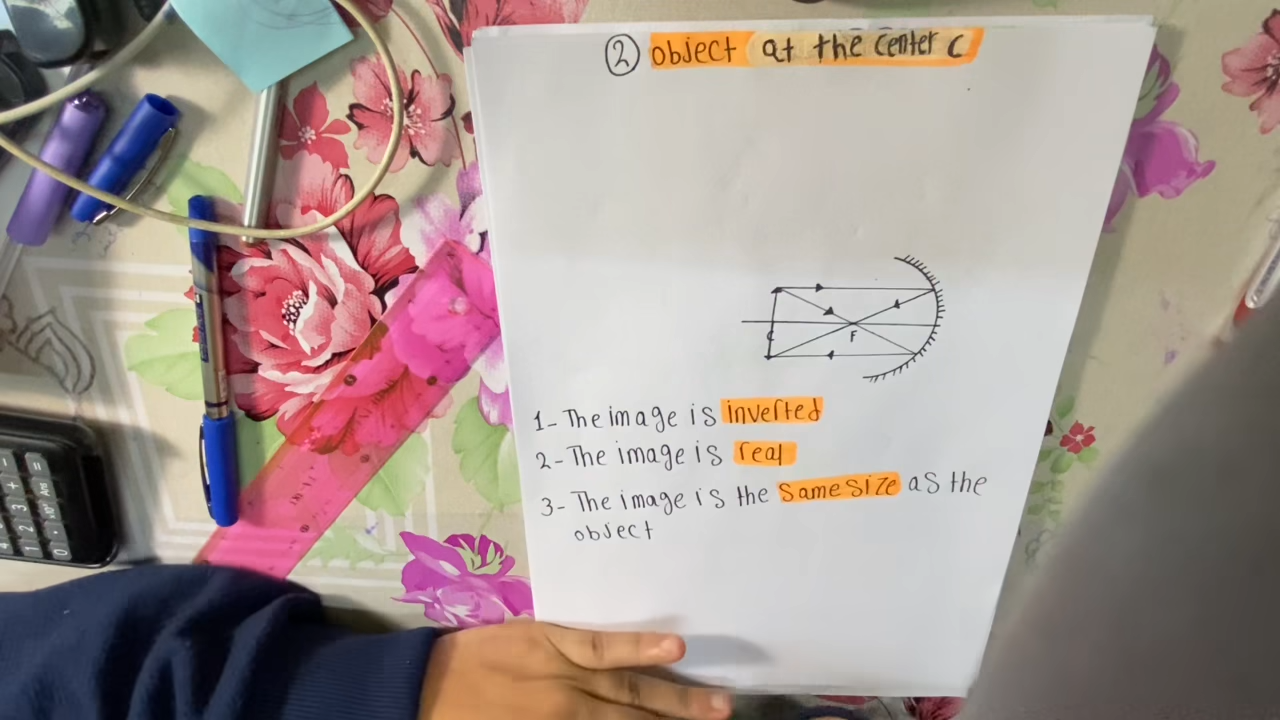 ② object at the center C
C
F
1- The image is inverted
2- The image is real
3- The image is the same size as the
object